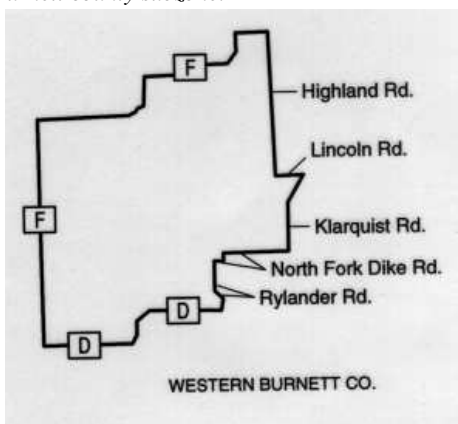 F
Highland Rd.
Lincoln Rd.
F
Klarquist Rd.
North Fork Dike Rd.
Rylander Rd.
D
D
WESTERN BURNETT CO.